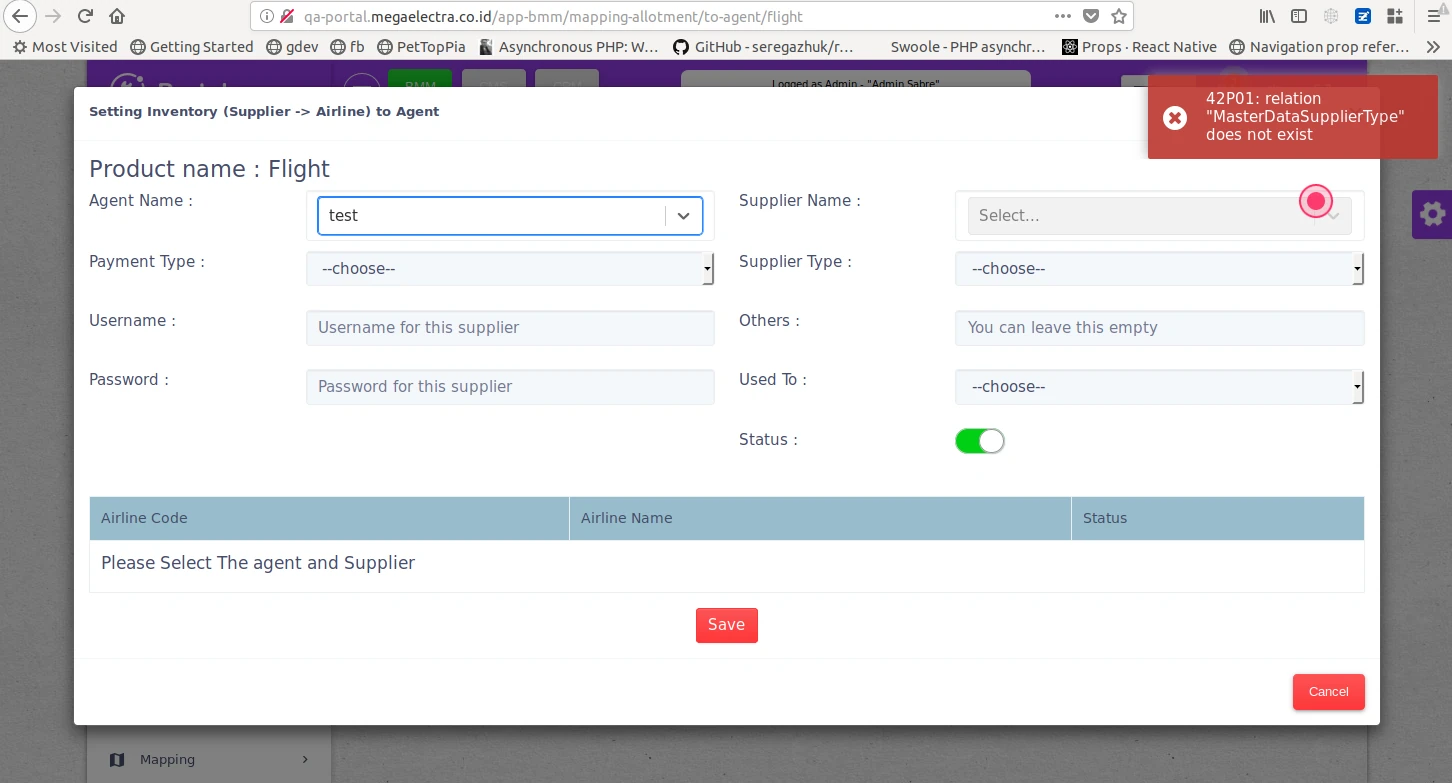 qa-portal.megaelectra.co.id/app-bmm/mapping-allotment/to-agent/flight
Most Visited Getting Started gdev fb PetTopPia Asynchronous PHP: W... GitHub - seregazhuk/r... Swoole - PHP asynchr... Props · React Native Navigation prop refer...
Logged as Admin - "Admin Sabre"
Setting Inventory (Supplier -> Airline) to Agent
42P01: relation
"MasterDataSupplierType"
does not exist
Product name : Flight
Agent Name : test Supplier Name : Select...
Payment Type : --choose-- Supplier Type : --choose--
Username : Username for this supplier Others : You can leave this empty
Password : Password for this supplier Used To : --choose--
Status :
Airline Code Airline Name Status
Please Select The agent and Supplier
Save
Cancel
Mapping